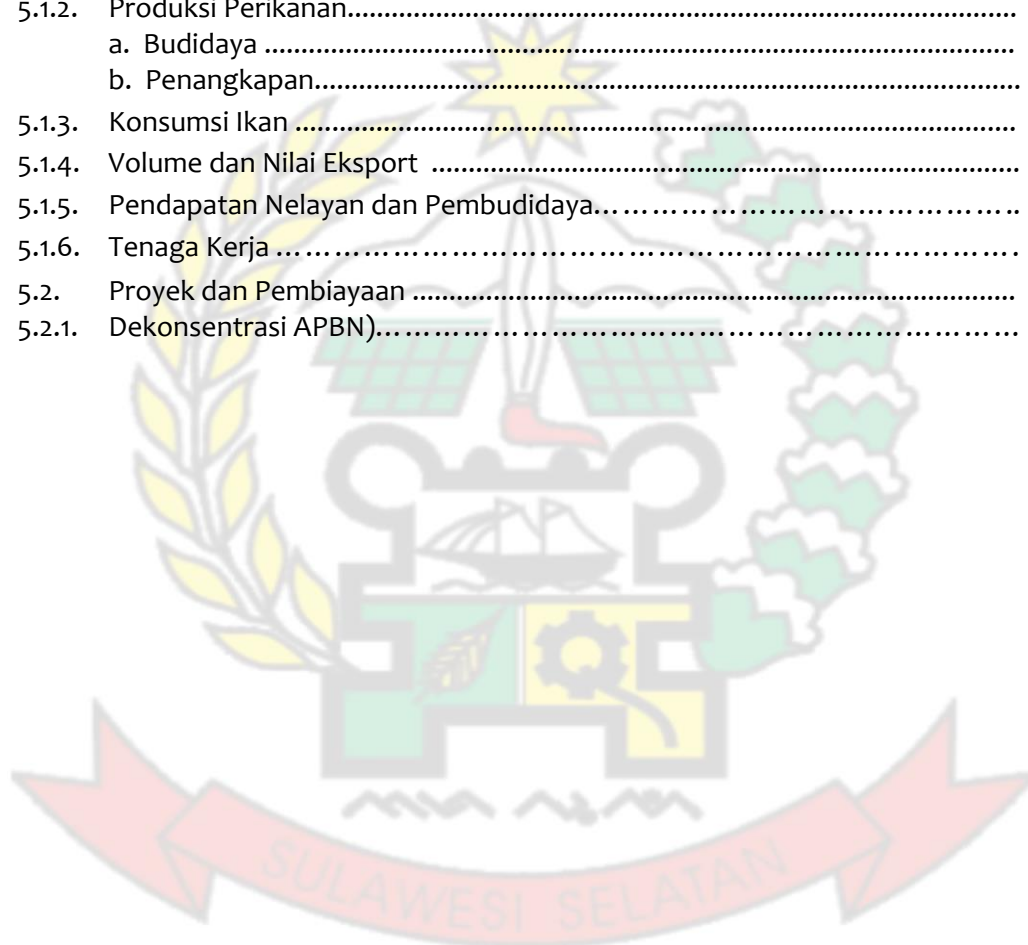 5.1.2. Produksi Perikanan.......................................................................................................
a. Budidaya ....................................................................................................................
b. Penangkapan.............................................................................................................
5.1.3. Konsumsi Ikan ...............................................................................................................
5.1.4. Volume dan Nilai Eksport ..........................................................................................
5.1.5. Pendapatan Nelayan dan Pembudidaya……………………………………..
5.1.6. Tenaga Kerja ………………………………………………………………….
5.2. Proyek dan Pembiayaan .............................................................................................
5.2.1. Dekonsentrasi APBN)…………………………………………………………
SULAWESI SELATAN